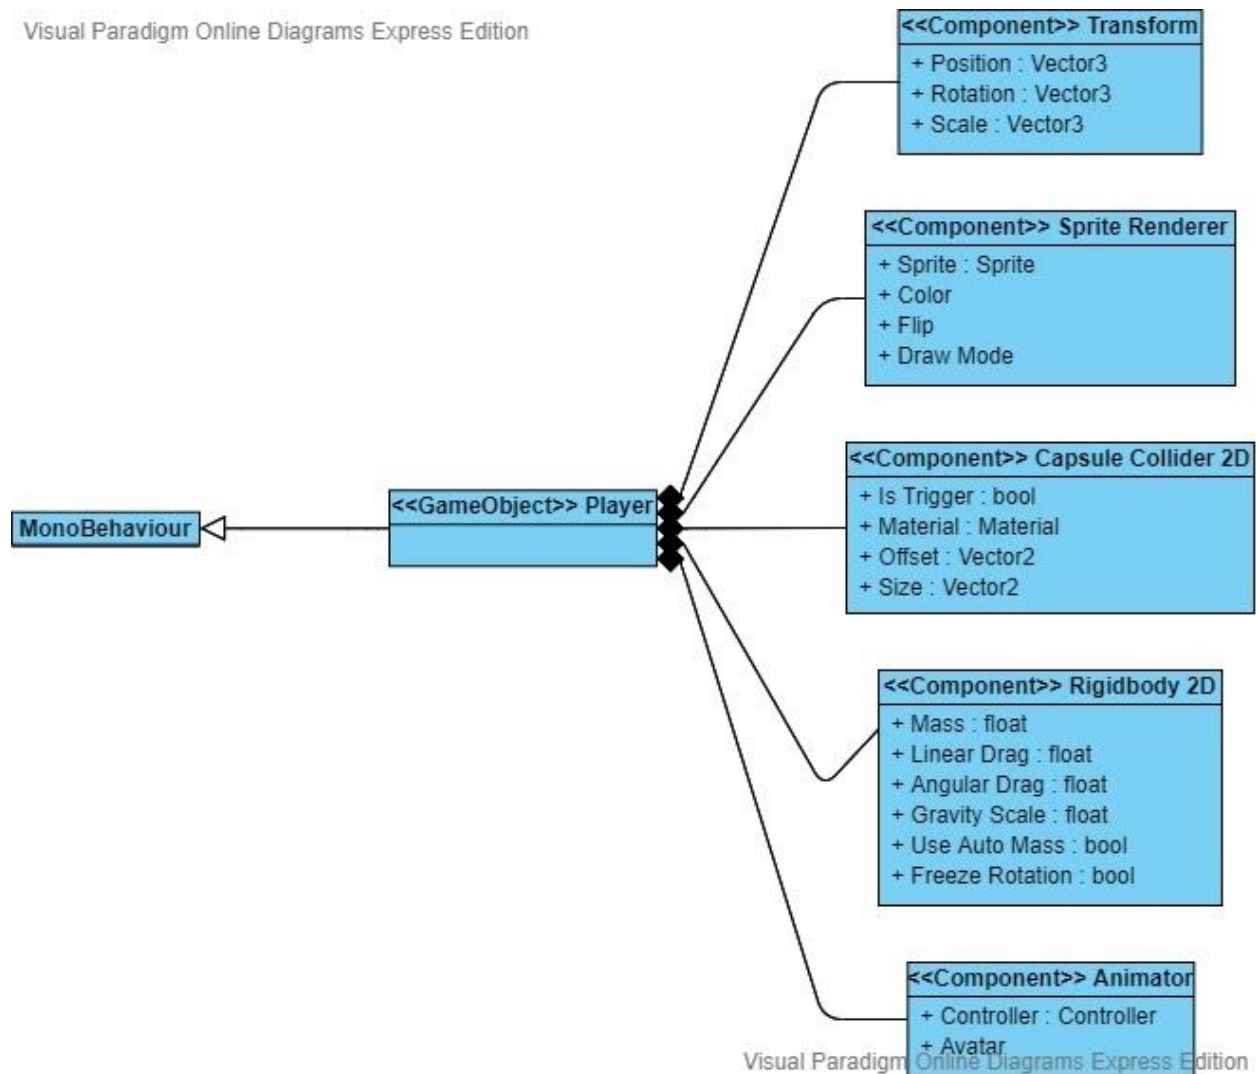 Visual Paradigm Online Diagrams Express Edition
<<Component>> Transform
+ Position : Vector3
+ Rotation : Vector3
+ Scale : Vector3
<<Component>> Sprite Renderer
+ Sprite : Sprite
+ Color
+ Flip
+ Draw Mode
<<Component>> Capsule Collider 2D
+ Is Trigger : bool
+ Material : Material
+ Offset : Vector2
+ Size : Vector2
MonoBehaviour
<<GameObject>> Player
<<Component>> Rigidbody 2D
+ Mass : float
+ Linear Drag : float
+ Angular Drag : float
+ Gravity Scale : float
+ Use Auto Mass : bool
+ Freeze Rotation : bool
<<Component>> Animator
+ Controller : Controller
+ Avatar
Visual Paradigm Online Diagrams Express Edition